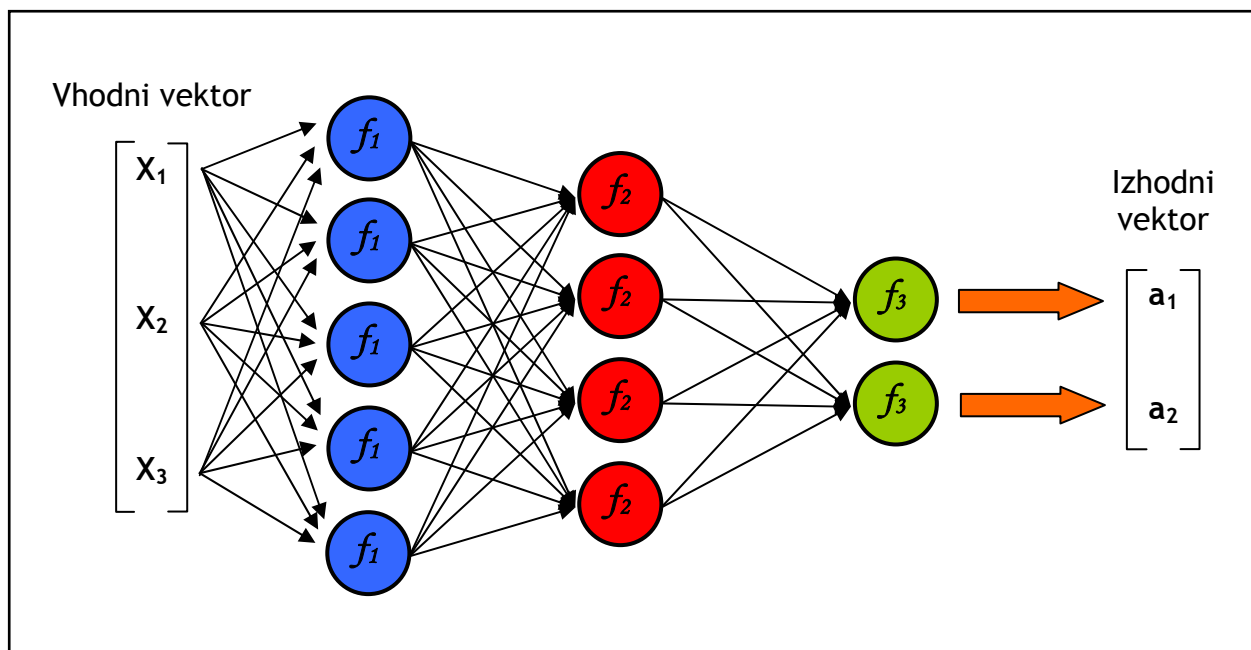 Vhodni vektor
X₁
X₂
X₃
f₁
f₁
f₁
f₁
f₁
f₂
f₂
f₂
f₂
f₃
f₃
Izhodni
vektor
a₁
a₂